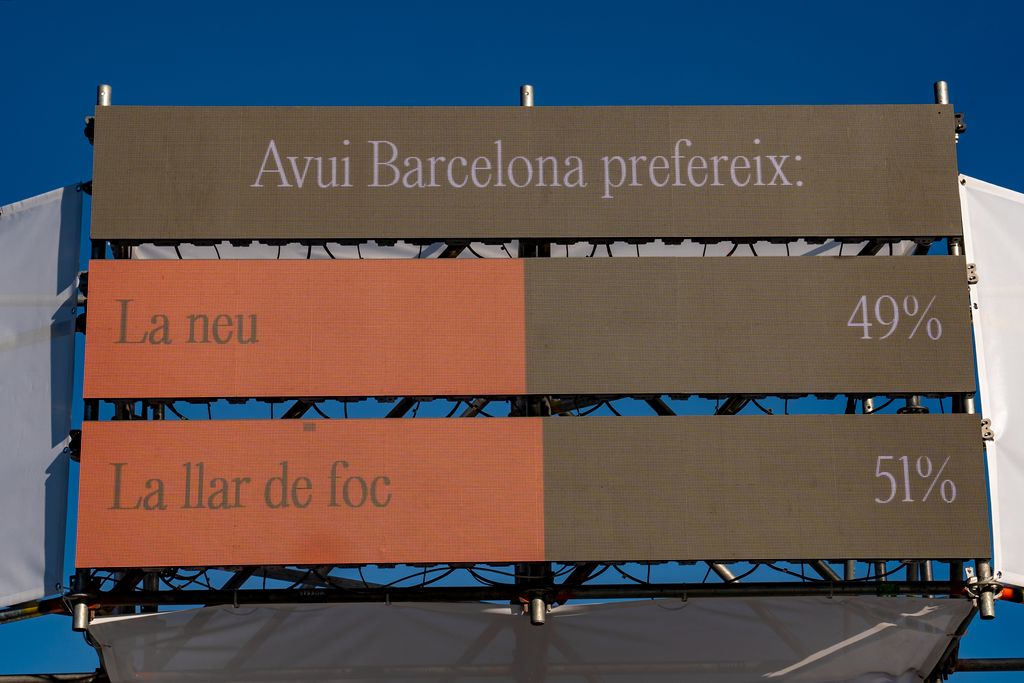 Avui Barcelona prefereix:
La neu 49%
La llar de foc 51%